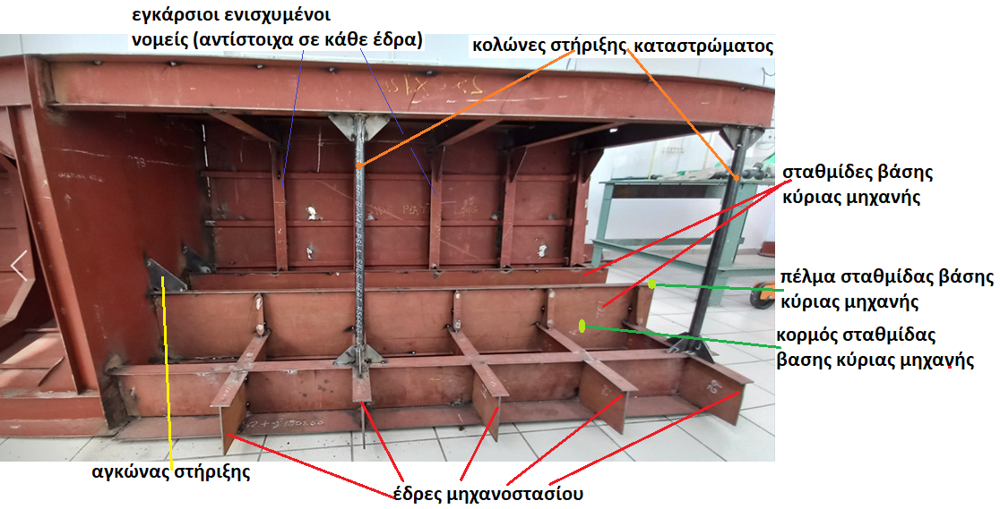 εγκάρσιοι ενισχυμένοι
νομείς (αντίστοιχα σε κάθε έδρα)
κολώνες στήριξης καταστρώματος
σταθμίδες βάσης
κύριας μηχανής
πέλμα σταθμίδας βάσης
κύριας μηχανής
κορμό σταθμίδας
βασης κύριας μηχανής
αγκώνας στήριξης
έδρες μηχανοστασίου